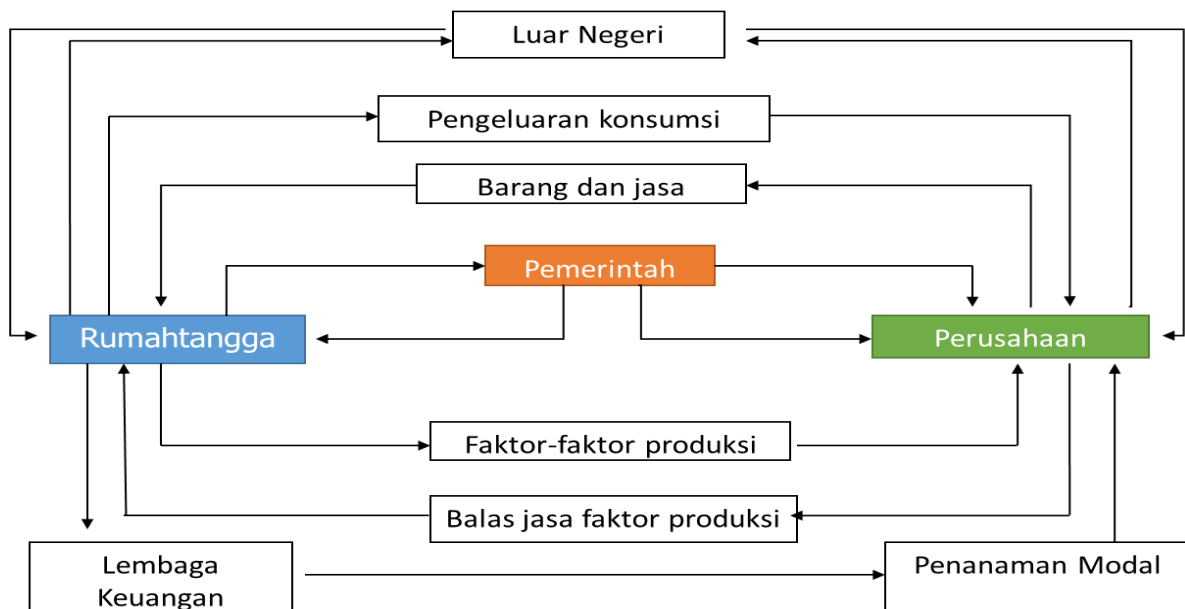 Luar Negeri
Pengeluaran konsumsi
Barang dan jasa
Pemerintah
Rumahtangga
Perusahaan
Faktor-faktor produksi
Balas jasa faktor produksi
Lembaga
Keuangan
Penanaman Modal